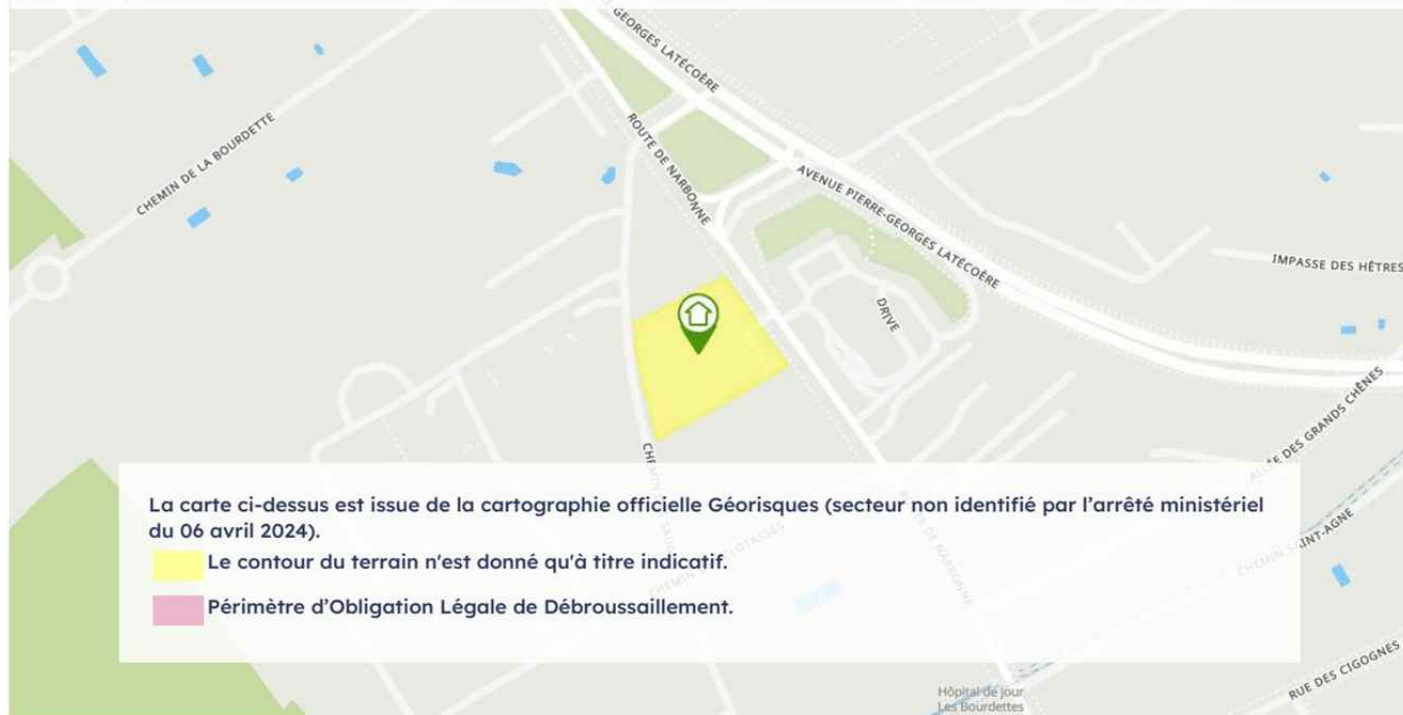 GEORGES LATÉCOÈRE
CHEMIN DE LA BOURDETTE
ROUTE DE NARBONNE
AVENUE PIERRE-GEORGES LATÉCOÈRE
IMPASSE DES HÊTRES
DRIVE
ALLÉE DES GRANDS CHÊNES
La carte ci-dessus est issue de la cartographie officielle Géorisques (secteur non identifié par l'arrêté ministériel
du 06 avril 2024).
Le contour du terrain n'est donné qu'à titre indicatif.
Périmètre d'Obligation Légale de Débroussaillement.
CHEMIN
DE NARBONNE
CHEMIN SAINT-AGNE
RUE DES CIGOGNES
Hôpital de jour
Les Bourdettes